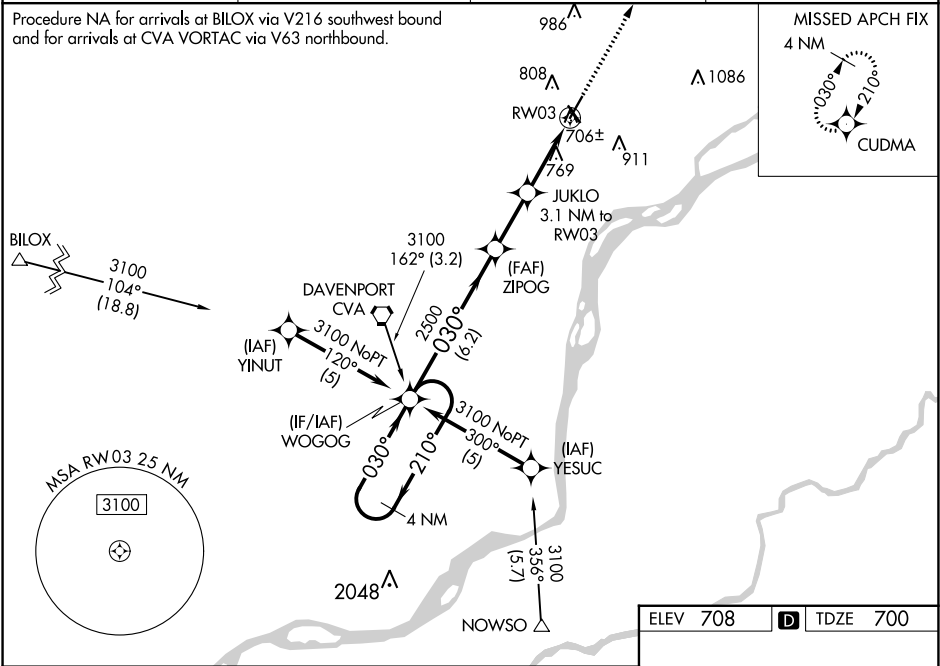 Procedure NA for arrivals at BILOX via V216 southwest bound
and for arrivals at CVA VORTAC via V63 northbound.
986
MISSED APCH FIX
4 NM
030°
210°
CUDMA
808
1086
RW03
706±
911
769
JUKLO
3.1 NM to
RW03
BILOX
3100
104°
(18.8)
3100
162° (3.2)
(FAF)
ZIPOG
DAVENPORT
CVA
2500
030°
(6.2)
3100 NoPT
120°
(5)
(IAF)
YINUT
(IF/IAF)
WOGOG
3100 NoPT
300°
(5)
(IAF)
YESUC
030°
210°
4 NM
MSA RW03 25 NM
3100
3100
356°
(5.7)
2048
NOWSO
ELEV 708 D TDZE 700